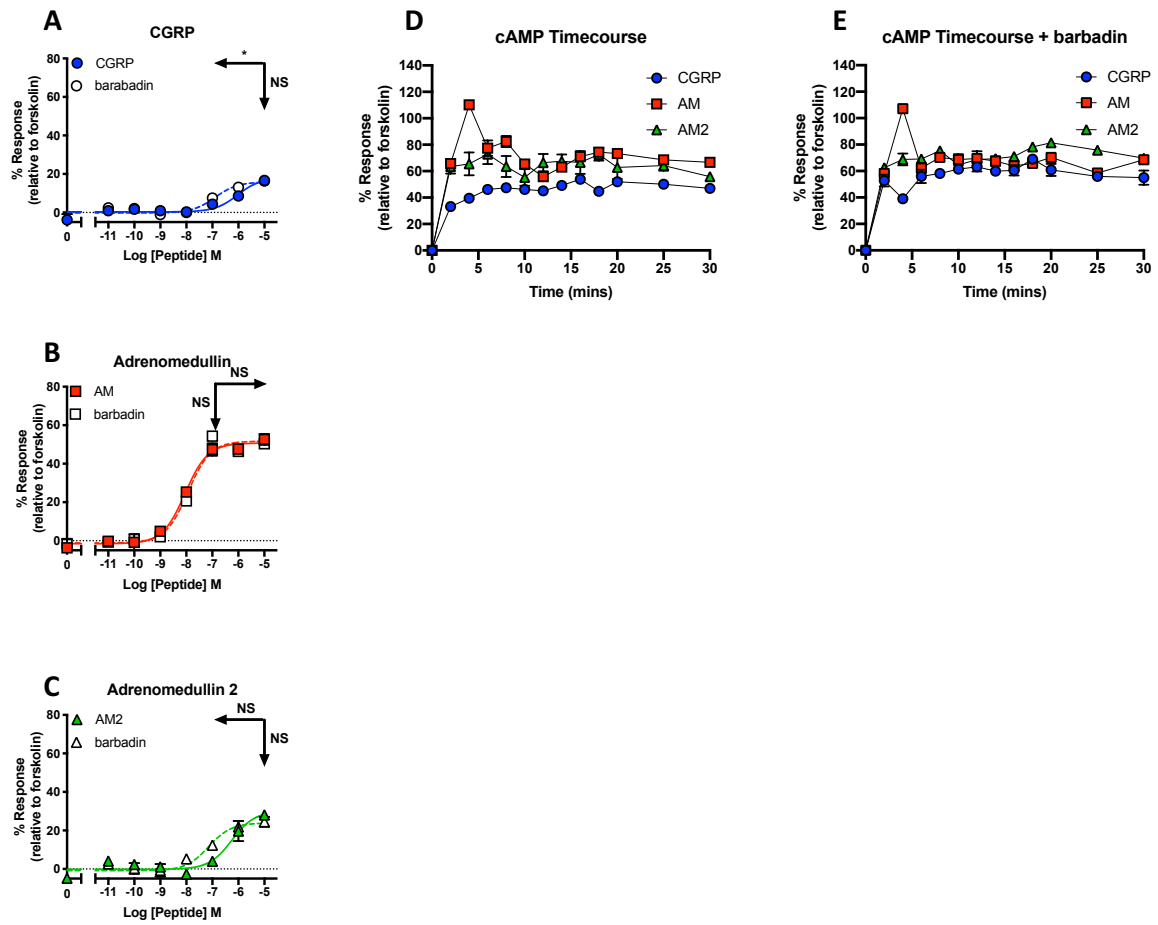 A
CGRP
CGRP
barabadin
*
NS
80
60
40
20
0
% Response
(relative to forskolin)
0 -11 -10 -9 -8 -7 -6 -5
Log [Peptide] M
B
Adrenomedullin
AM
barbadin
NS
NS
80
60
40
20
0
% Response
(relative to forskolin)
0 -11 -10 -9 -8 -7 -6 -5
Log [Peptide] M
C
Adrenomedullin 2
AM2
barbadin
NS
NS
80
60
40
20
0
% Response
(relative to forskolin)
0 -11 -10 -9 -8 -7 -6 -5
Log [Peptide] M
D
cAMP Timecourse
CGRP
AM
AM2
140
120
100
80
60
40
20
0
% Response
(relative to forskolin)
0 5 10 15 20 25 30
Time (mins)
E
cAMP Timecourse + barbadin
CGRP
AM
AM2
140
120
100
80
60
40
20
0
% Response
(relative to forskolin)
0 5 10 15 20 25 30
Time (mins)